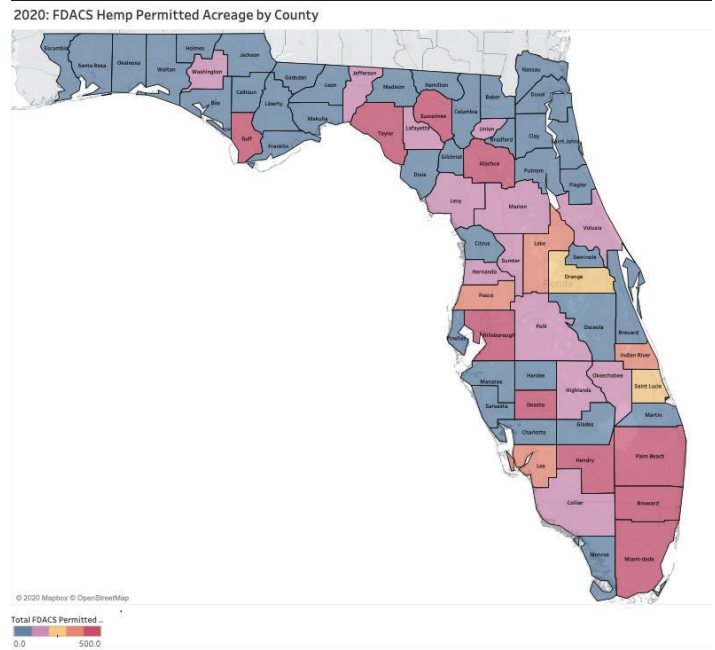 2020: FDACS Hemp Permitted Acreage by County
Escambia
Santa Rosa
Okaloosa
Walton
Holmes
Washington
Jackson
Bay
Calhoun
Gulf
Gadsden
Liberty
Franklin
Leon
Wakulla
Jefferson
Madison
Taylor
Hamilton
Suwannee
Lafayette
Dixie
Columbia
Gilchrist
Baker
Union
Bradford
Alachua
Nassau
Duval
Clay
Saint Johns
Putnam
Flagler
Levy
Marion
Volusia
Citrus
Sumter
Lake
Seminole
Orange
Florida
Hernando
Pasco
Pinellas
Hillsborough
Polk
Osceola
Brevard
Indian River
Manatee
Hardee
Highlands
Okeechobee
Saint Lucie
Sarasota
Desoto
Martin
Charlotte
Glades
Lee
Hendry
Palm Beach
Collier
Broward
Monroe
Miami-dade
© 2020 Mapbox © OpenStreetMap
Total FDACS Permitted ..
0.0 500.0